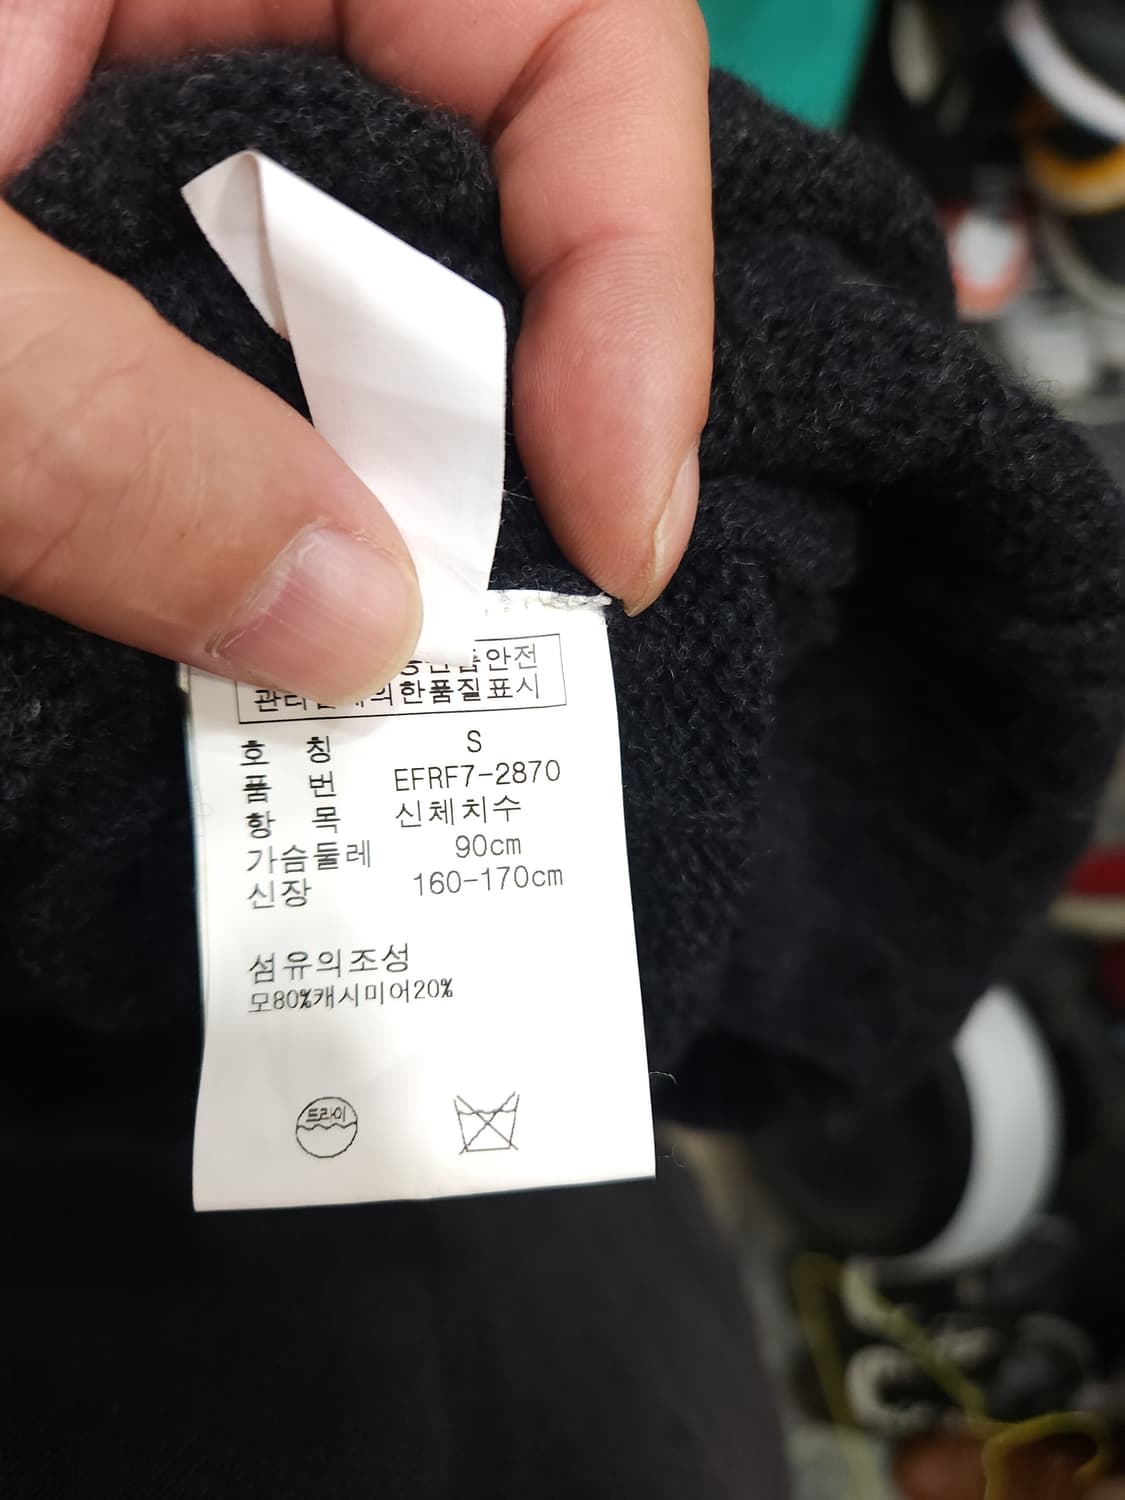 안전
관리 의한품질표시
호 칭 S
품 번 EFRF7-2870
항 목 신체치수
가슴둘레 90cm
신장 160-170cm
섬유의조성
모80%캐시미어20%
드라이